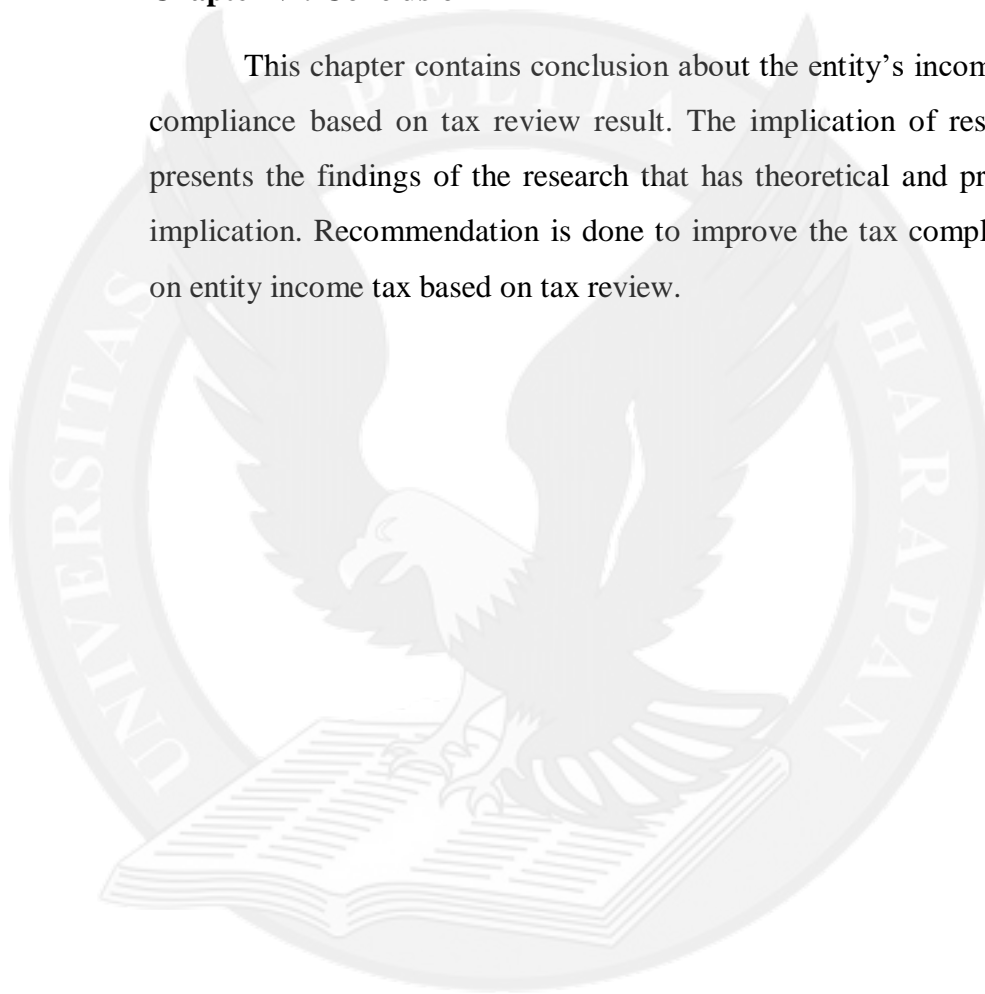 This chapter contains conclusion about the entity's incom
compliance based on tax review result. The implication of res
presents the findings of the research that has theoretical and pr
implication. Recommendation is done to improve the tax compl
on entity income tax based on tax review.
UNIVERSITAS PELITA HARAPAN